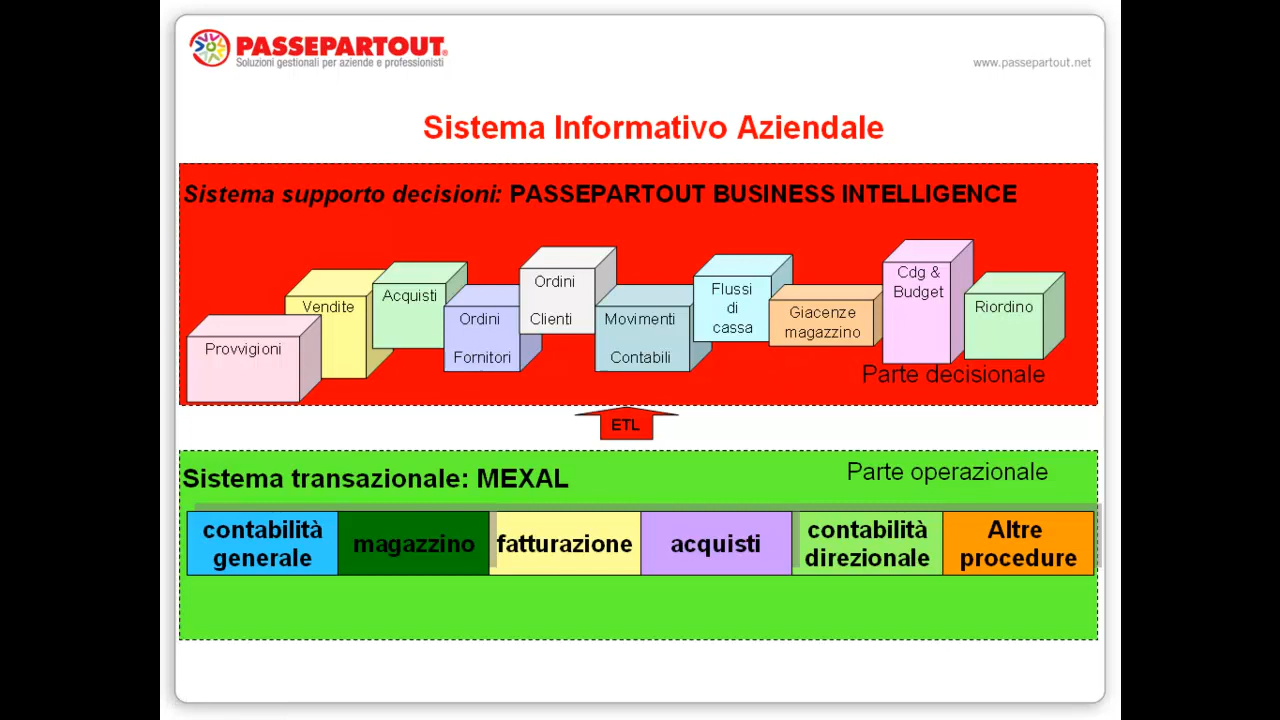 PASSEPARTOUT®
Soluzioni gestionali per aziende e professionisti
www.passepartout.net
Sistema Informativo Aziendale
Sistema supporto decisioni: PASSEPARTOUT BUSINESS INTELLIGENCE
Provvigioni
Vendite
Acquisti
Ordini
Fornitori
Ordini
Clienti
Movimenti
Contabili
Flussi
di
cassa
Giacenze
magazzino
Cdg &
Budget
Riordino
Parte decisionale
ETL
Sistema transazionale: MEXAL
Parte operazionale
contabilità
generale
magazzino
fatturazione
acquisti
contabilità
direzionale
Altre
procedure